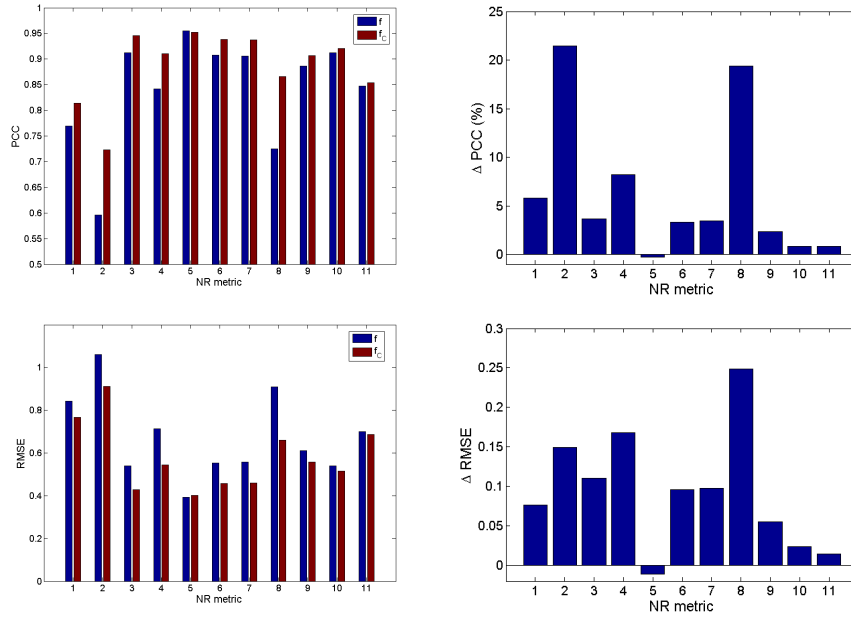 1
0.95
0.9
0.85
0.8
0.75
0.7
0.65
0.6
0.55
0.5
PCC
1 2 3 4 5 6 7 8 9 10 11
NR metric
f
f_C
25
20
15
10
5
0
Δ PCC (%)
1 2 3 4 5 6 7 8 9 10 11
NR metric
1
0.8
0.6
0.4
0.2
0
RMSE
1 2 3 4 5 6 7 8 9 10 11
NR metric
f
f_C
0.3
0.25
0.2
0.15
0.1
0.05
0
Δ RMSE
1 2 3 4 5 6 7 8 9 10 11
NR metric